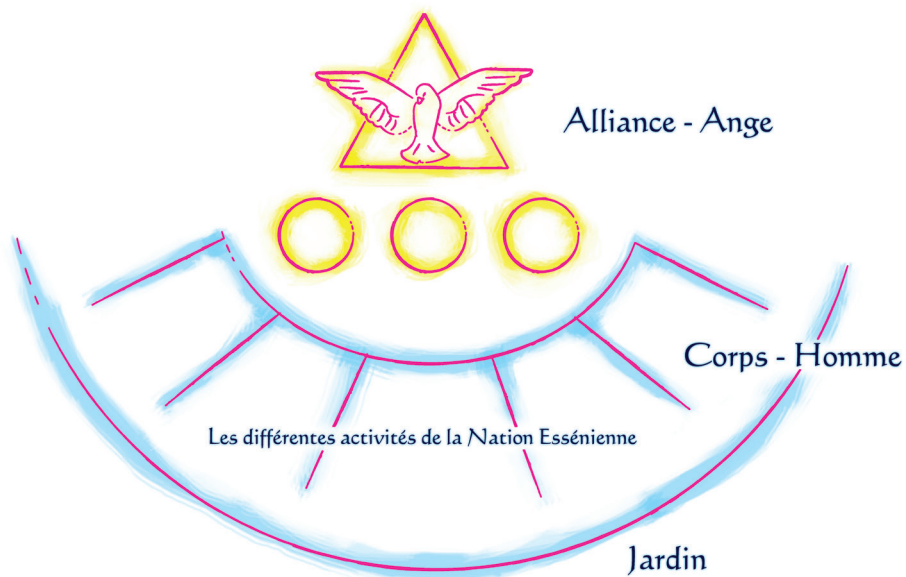 Alliance - Ange
Corps - Homme
Les différentes activités de la Nation Essénienne
Jardin